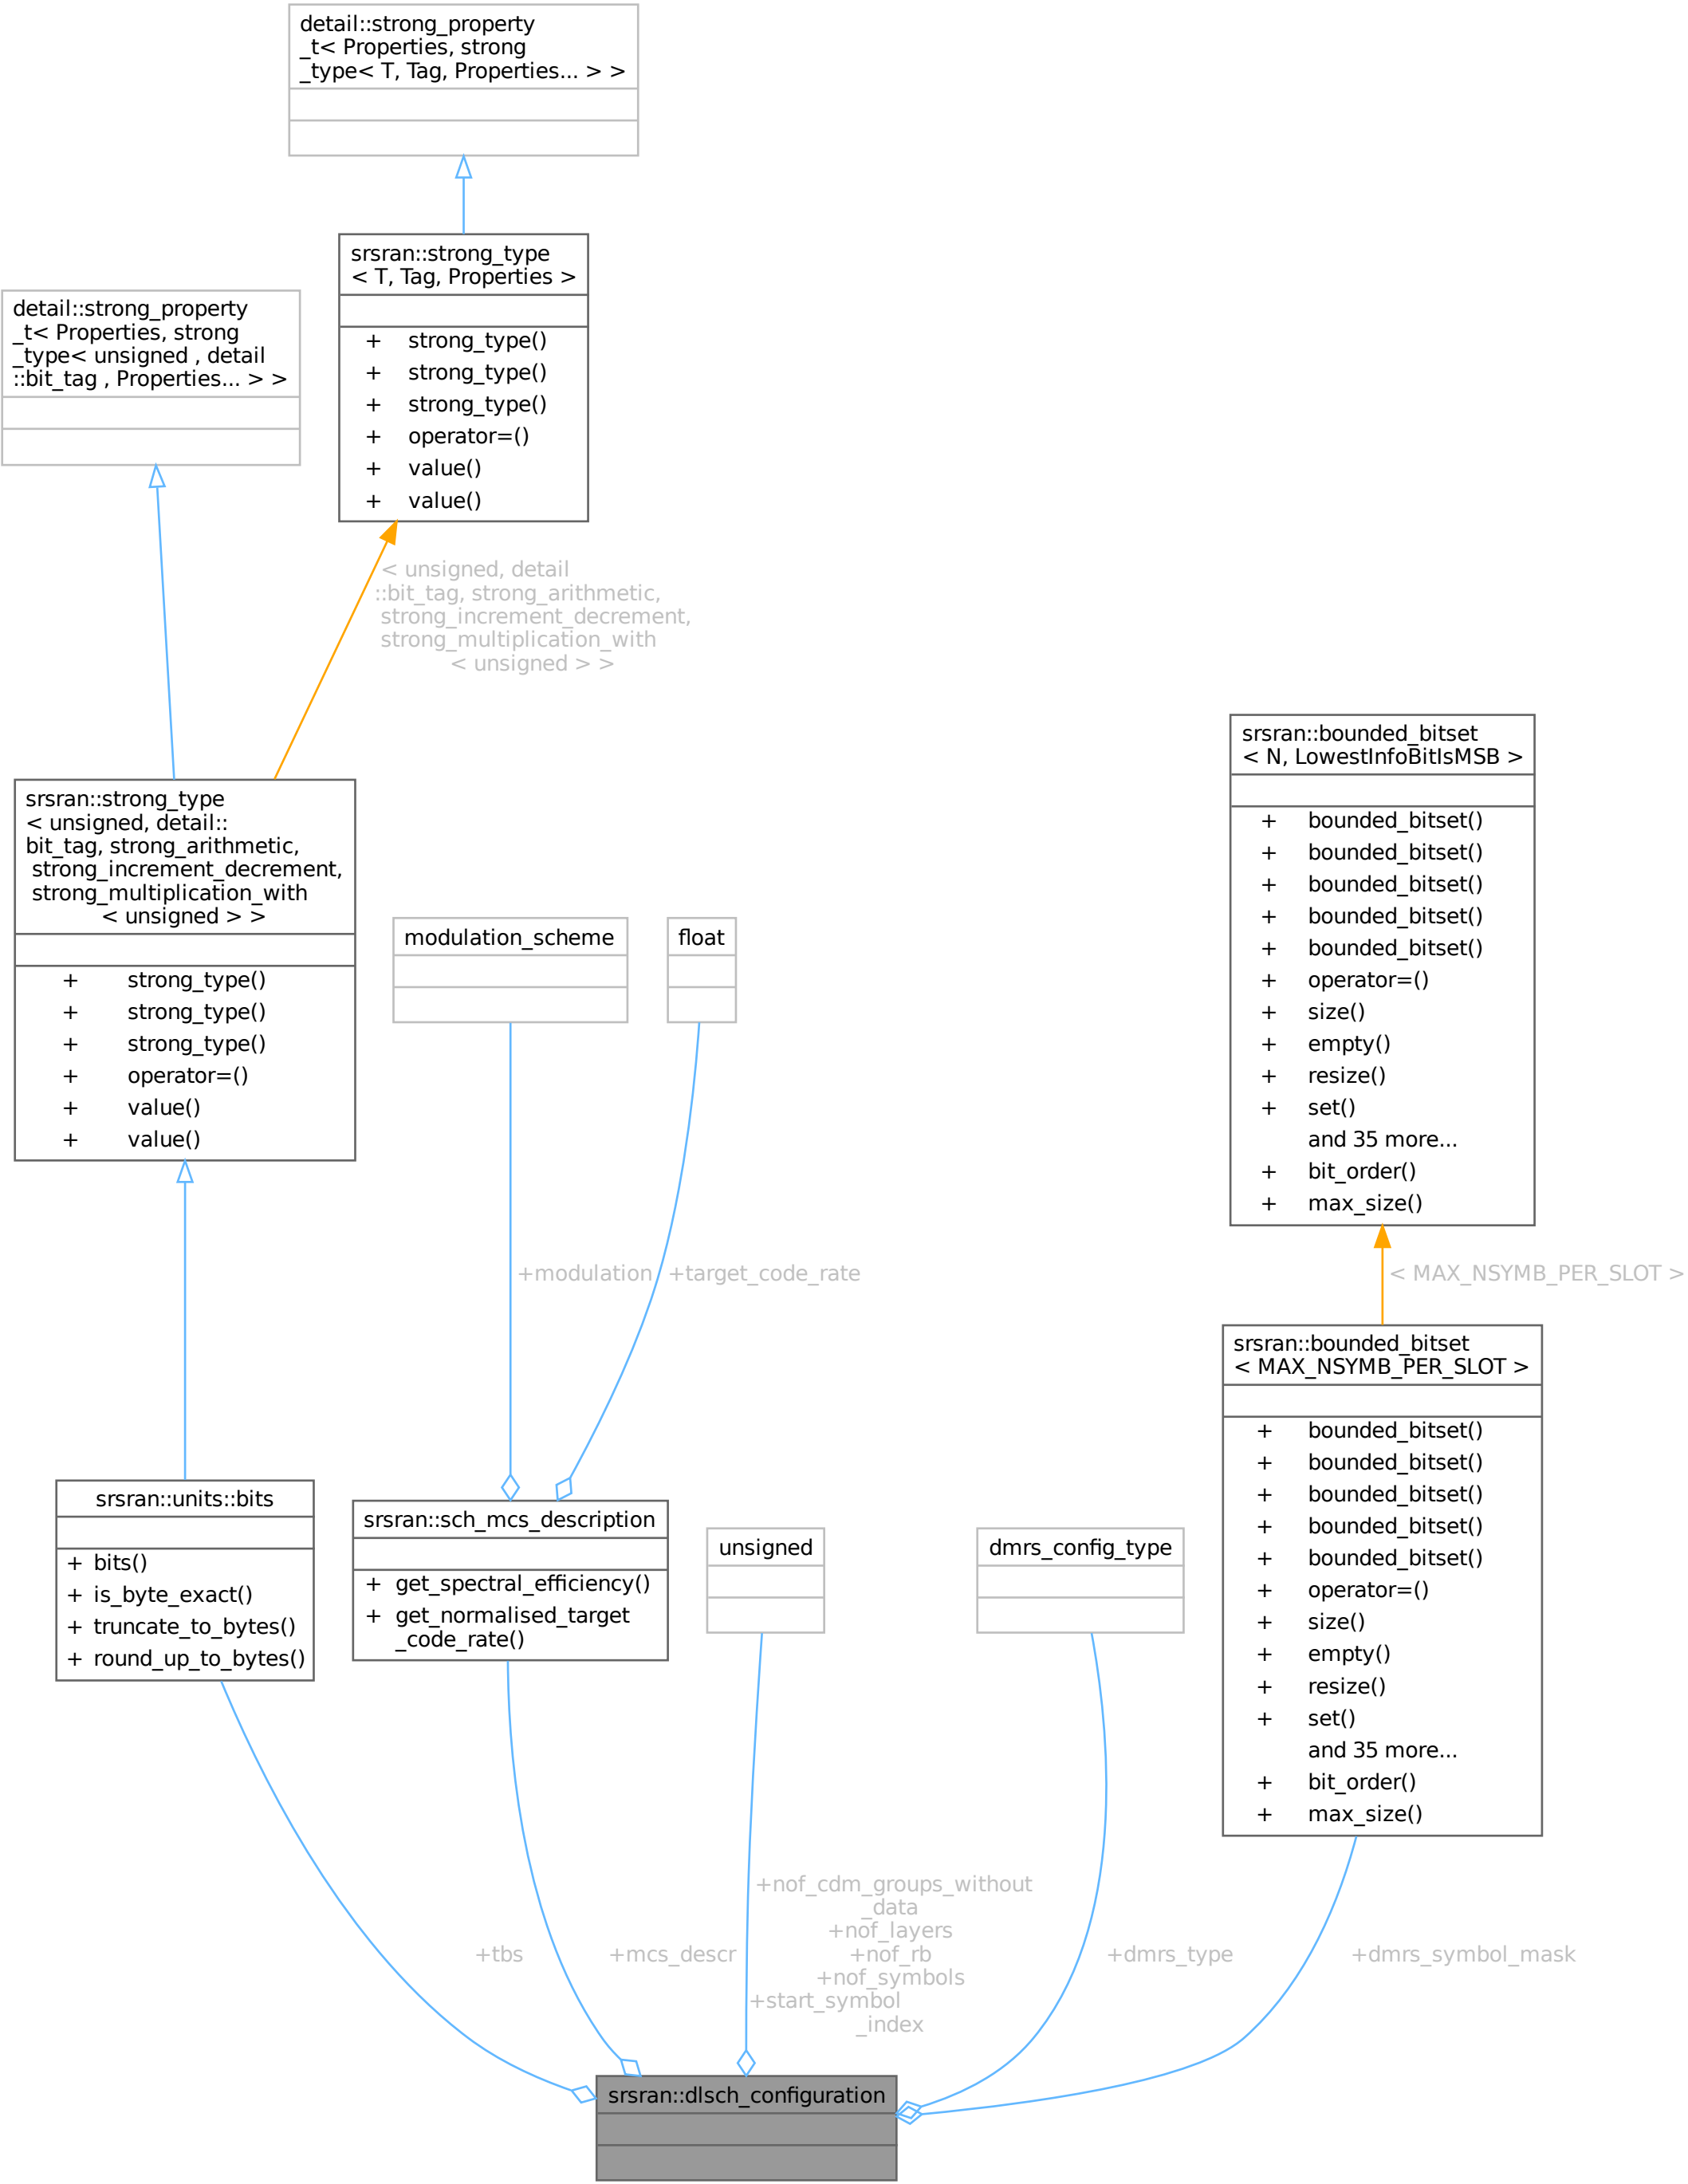 detail::strong_property
_t< Properties, strong
_type< T, Tag, Properties... > >
srsran::strong_type
< T, Tag, Properties >
+ strong_type()
+ strong_type()
+ strong_type()
+ operator=()
+ value()
+ value()
detail::strong_property
_t< Properties, strong
_type< unsigned , detail
::bit_tag , Properties... > >
< unsigned, detail
::bit_tag, strong_arithmetic,
strong_increment_decrement,
strong_multiplication_with
< unsigned > >
srsran::strong_type
< unsigned, detail::
bit_tag, strong_arithmetic,
strong_increment_decrement,
strong_multiplication_with
< unsigned > >
+ strong_type()
+ strong_type()
+ strong_type()
+ operator=()
+ value()
+ value()
modulation_scheme
float
srsran::bounded_bitset
< N, LowestInfoBitIsMSB >
+ bounded_bitset()
+ bounded_bitset()
+ bounded_bitset()
+ bounded_bitset()
+ bounded_bitset()
+ operator=()
+ size()
+ empty()
+ resize()
+ set()
and 35 more...
+ bit_order()
+ max_size()
+modulation
+target_code_rate
< MAX_NSYMB_PER_SLOT >
srsran::units::bits
+ bits()
+ is_byte_exact()
+ truncate_to_bytes()
+ round_up_to_bytes()
srsran::sch_mcs_description
+ get_spectral_efficiency()
+ get_normalised_target
_code_rate()
unsigned
dmrs_config_type
srsran::bounded_bitset
< MAX_NSYMB_PER_SLOT >
+ bounded_bitset()
+ bounded_bitset()
+ bounded_bitset()
+ bounded_bitset()
+ bounded_bitset()
+ operator=()
+ size()
+ empty()
+ resize()
+ set()
and 35 more...
+ bit_order()
+ max_size()
+tbs
+mcs_descr
+nof_cdm_groups_without
_data
+nof_layers
+nof_rb
+nof_symbols
+start_symbol
_index
+dmrs_type
+dmrs_symbol_mask
srsran::dlsch_configuration